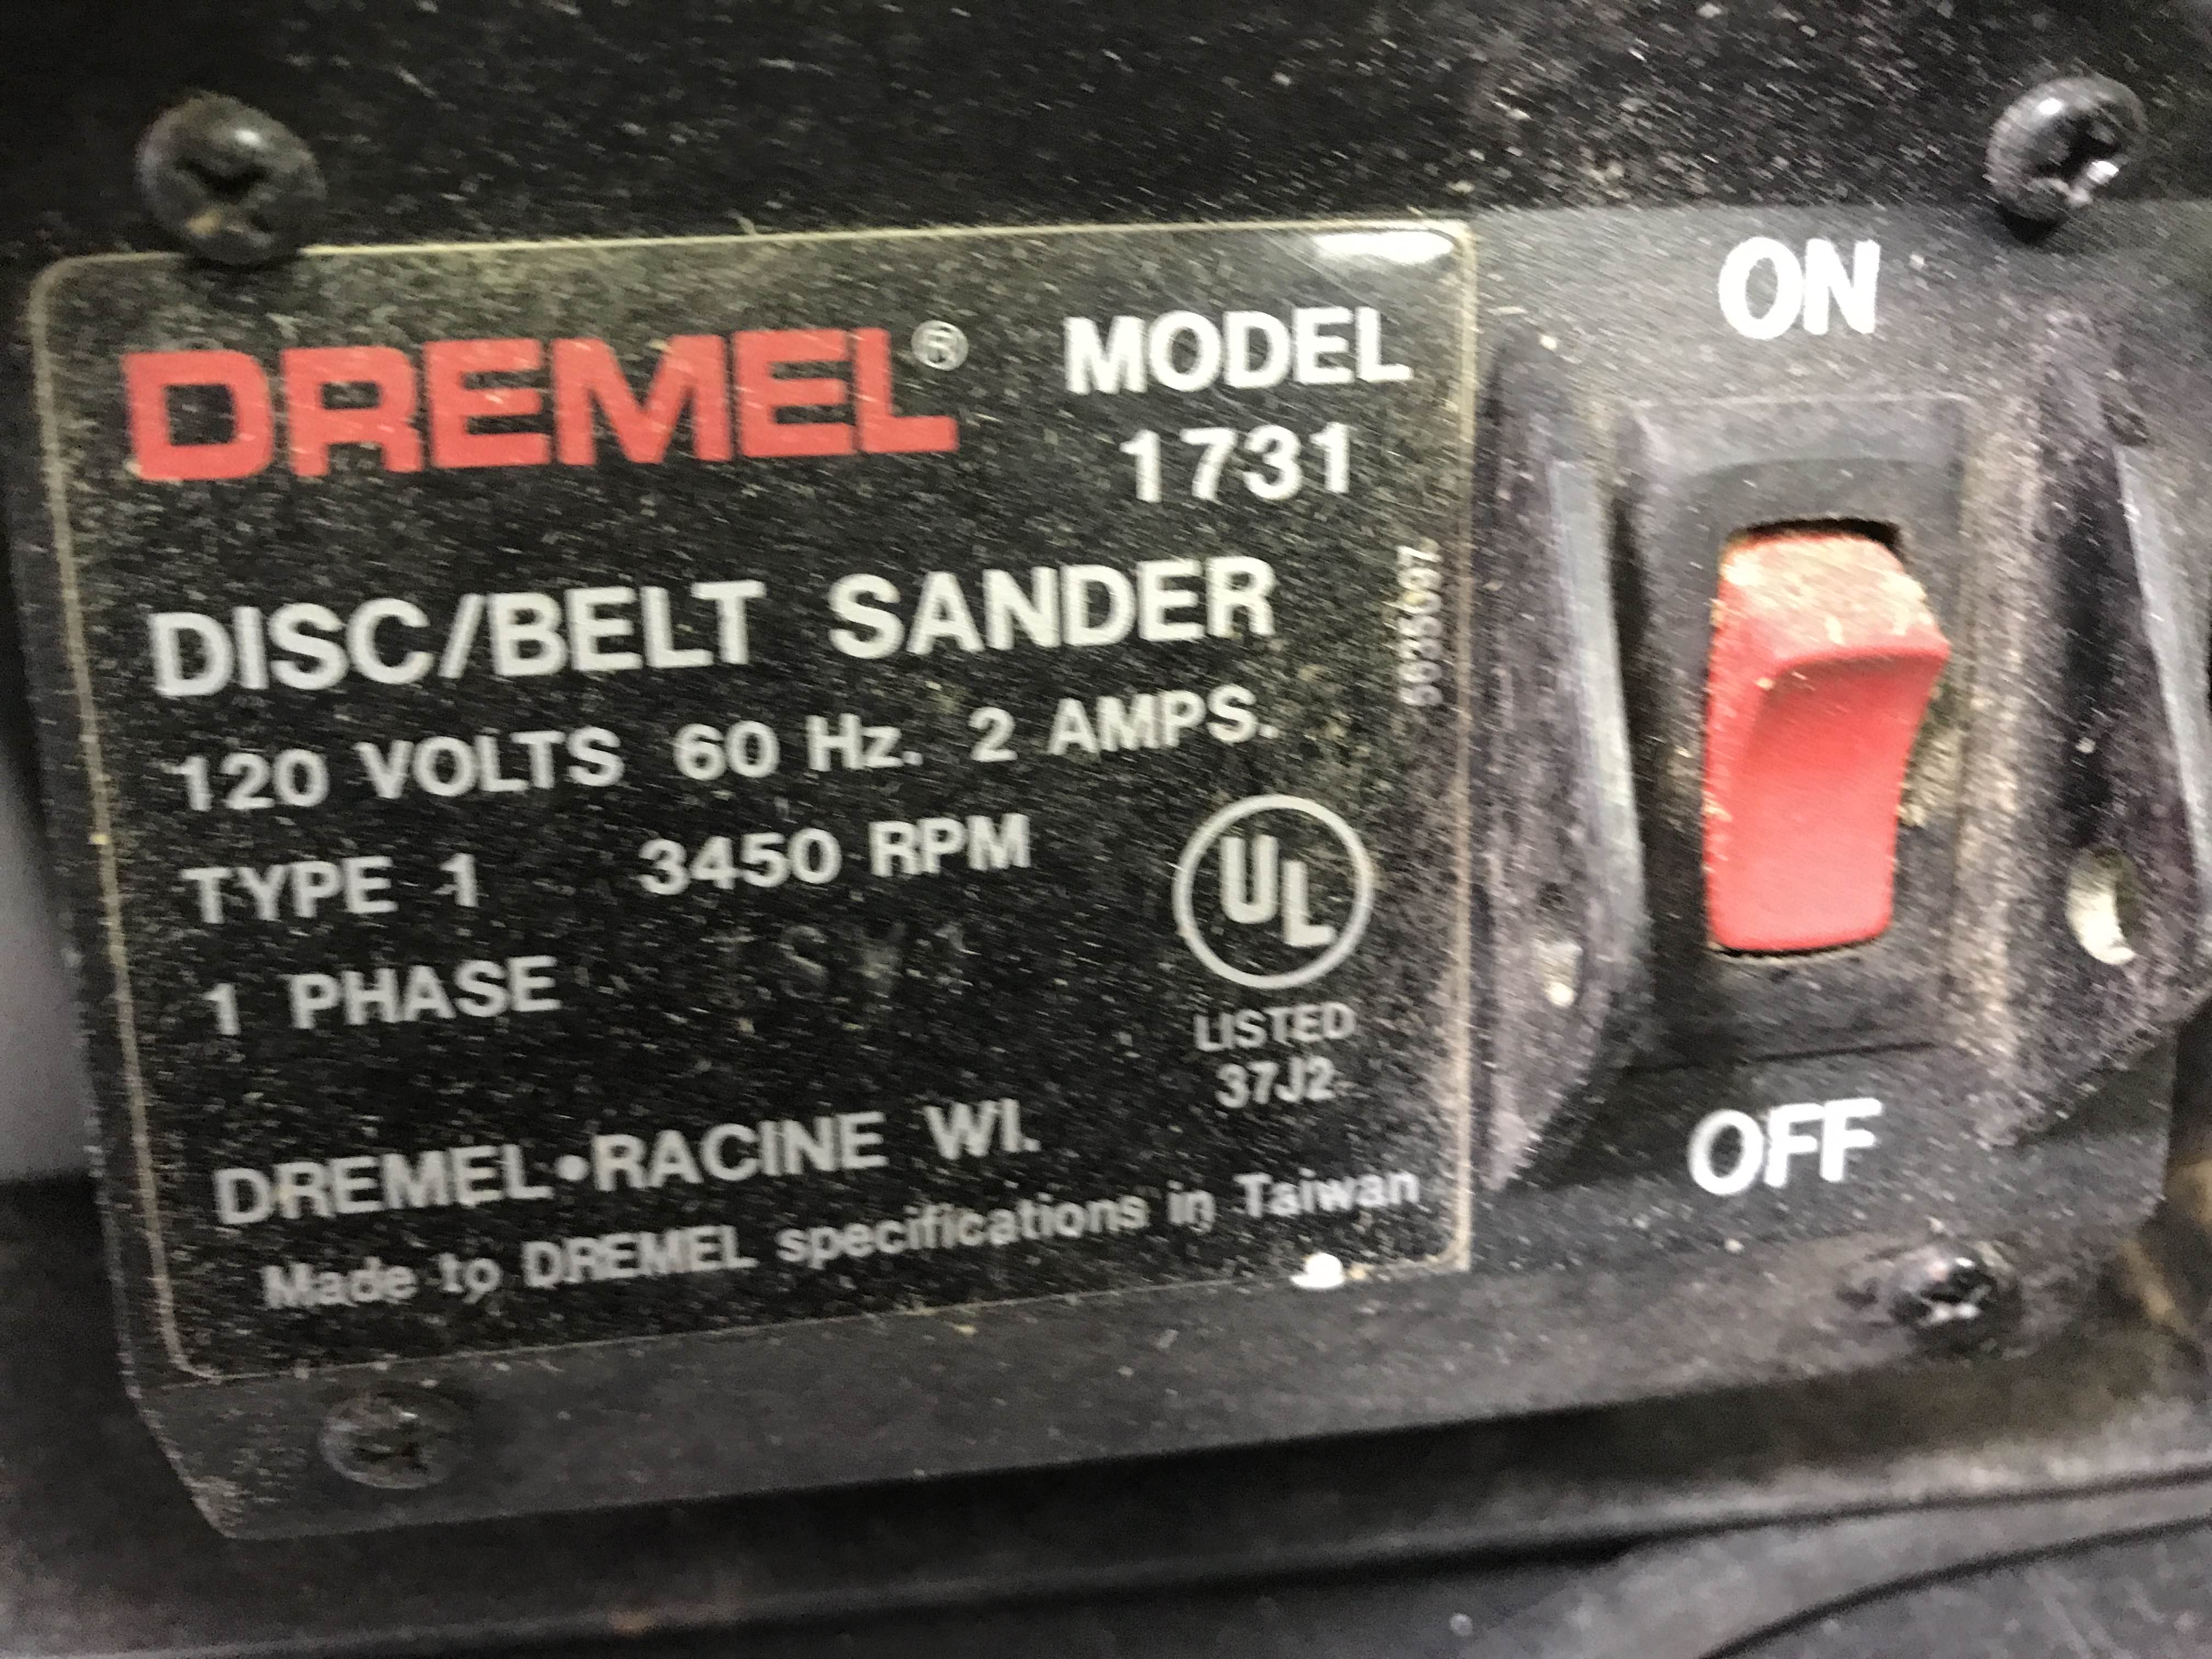 DREMEL® MODEL
1731
DISC/BELT SANDER
120 VOLTS 60 Hz. 2 AMPS.
TYPE 1 3450 RPM
1 PHASE
UL
LISTED
37J2
DREMEL•RACINE WI.
Made to DREMEL specifications in Taiwan
ON
OFF